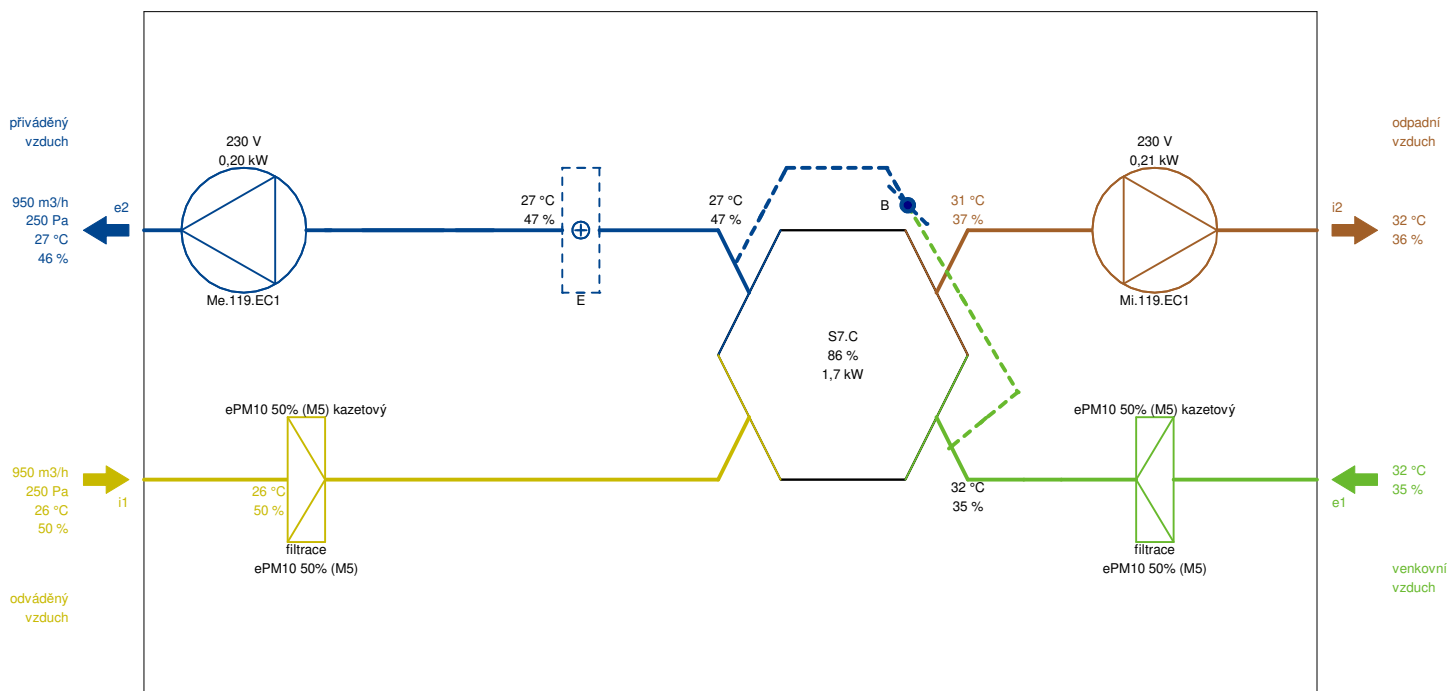 přiváděný
vzduch
950 m3/h
250 Pa
27 °C
46 %
e2
230 V
0,20 kW
Me.119.EC1
27 °C
47 %
E
27 °C
47 %
B
31 °C
37 %
230 V
0,21 kW
Mi.119.EC1
odpadní
vzduch
i2
32 °C
36 %
S7.C
86 %
1,7 kW
950 m3/h
250 Pa
26 °C
50 %
i1
odváděný
vzduch
ePM10 50% (M5) kazetový
26 °C
50 %
filtrace
ePM10 50% (M5)
32 °C
35 %
ePM10 50% (M5) kazetový
filtrace
ePM10 50% (M5)
32 °C
35 %
e1
venkovní
vzduch